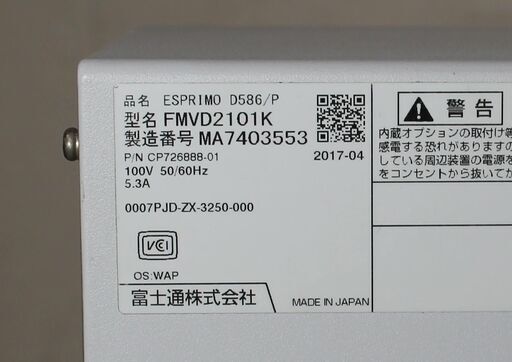 品名 ESPRIMO D586/P
型名 FMVD2101K
製造番号 MA7403553
P/N CP726888-01
2017-04
100V 50/60Hz
5.3A
0007PJD-ZX-3250-000
VCCI
OS:WAP
富士通株式会社
MADE IN JAPAN
警告
内蔵オプションの取付け等
感電する恐れがありますの
している周辺装置の電源を
をコンセントから抜いてか